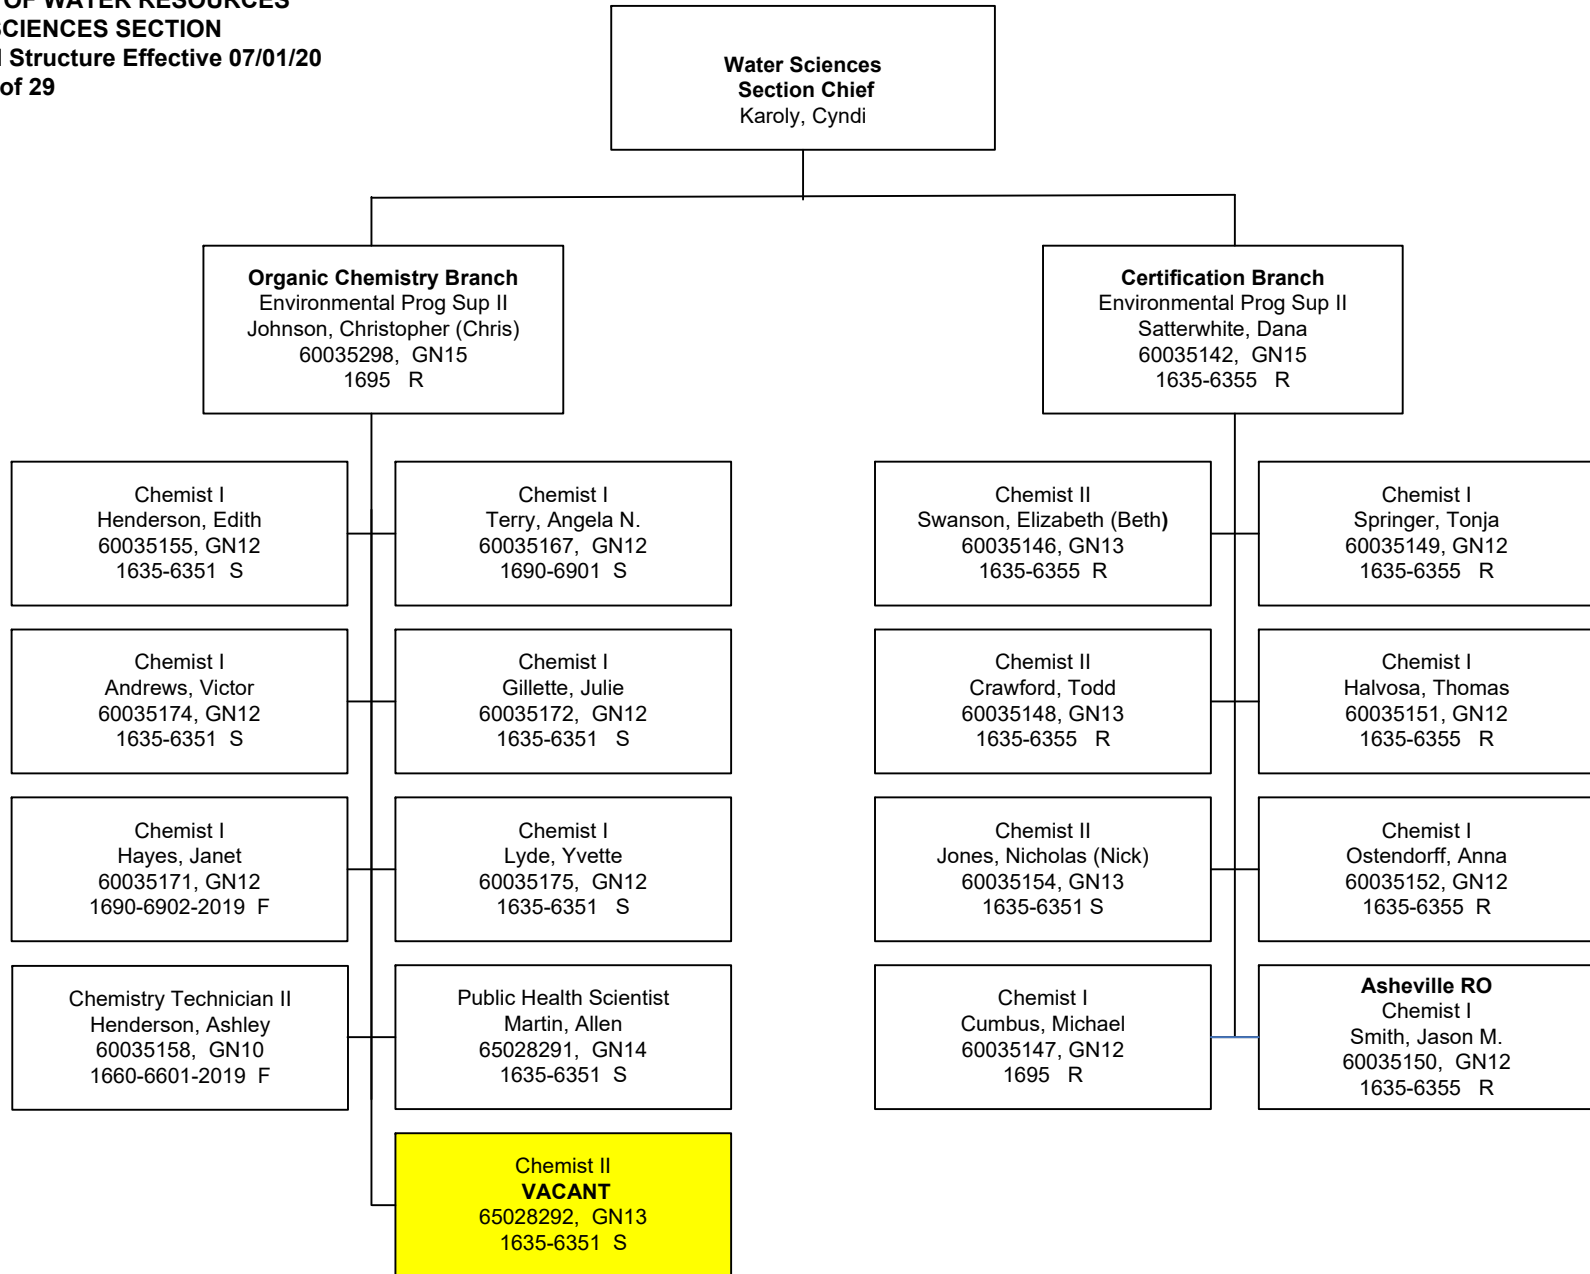 OF WATER RESOURCES
SCIENCES SECTION
Structure Effective 07/01/20
of 29
Water Sciences
Section Chief
Karoly, Cyndi
Organic Chemistry Branch
Environmental Prog Sup II
Johnson, Christopher (Chris)
60035298, GN15
1695 R
Certification Branch
Environmental Prog Sup II
Satterwhite, Dana
60035142, GN15
1635-6355 R
Chemist I
Henderson, Edith
60035155, GN12
1635-6351 S
Chemist I
Terry, Angela N.
60035167, GN12
1690-6901 S
Chemist II
Swanson, Elizabeth (Beth)
60035146, GN13
1635-6355 R
Chemist I
Springer, Tonja
60035149, GN12
1635-6355 R
Chemist I
Andrews, Victor
60035174, GN12
1635-6351 S
Chemist I
Gillette, Julie
60035172, GN12
1635-6351 S
Chemist II
Crawford, Todd
60035148, GN13
1635-6355 R
Chemist I
Halvosa, Thomas
60035151, GN12
1635-6355 R
Chemist I
Hayes, Janet
60035171, GN12
1690-6902-2019 F
Chemist I
Lyde, Yvette
60035175, GN12
1635-6351 S
Chemist II
Jones, Nicholas (Nick)
60035154, GN13
1635-6351 S
Chemist I
Ostendorff, Anna
60035152, GN12
1635-6355 R
Chemistry Technician II
Henderson, Ashley
60035158, GN10
1660-6601-2019 F
Public Health Scientist
Martin, Allen
65028291, GN14
1635-6351 S
Chemist I
Cumbus, Michael
60035147, GN12
1695 R
Asheville RO
Chemist I
Smith, Jason M.
60035150, GN12
1635-6355 R
Chemist II
VACANT
65028292, GN13
1635-6351 S